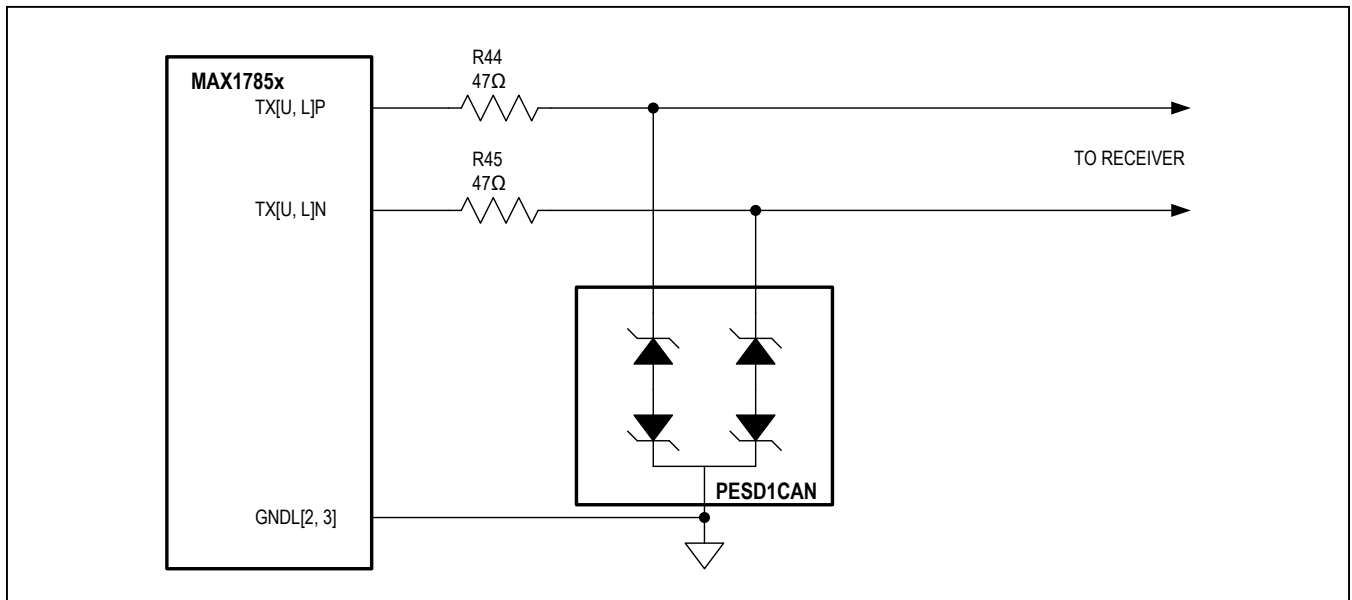 MAX1785x
TX[U, L]P
R44
47Ω
TO RECEIVER
R45
47Ω
TX[U, L]N
PESD1CAN
GNDL[2, 3]